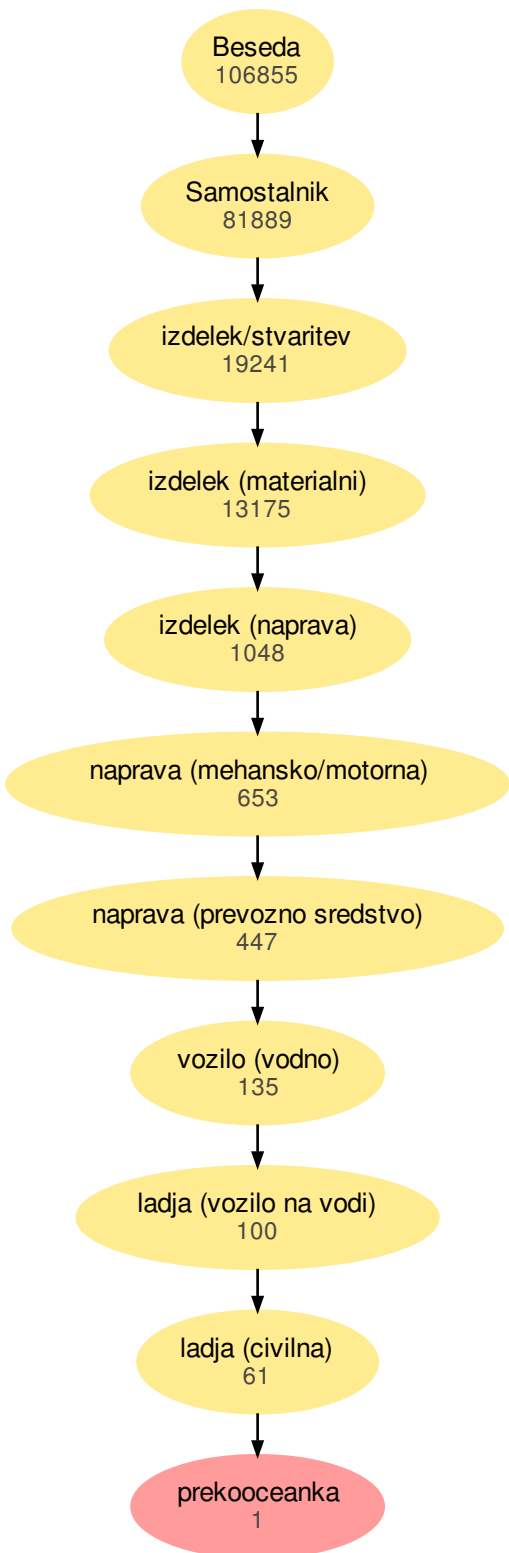 Beseda
106855
Samostalnik
81889
izdelek/stvaritev
19241
izdelek (materialni)
13175
izdelek (naprava)
1048
naprava (mehansko/motorna)
653
naprava (prevozno sredstvo)
447
vozilo (vodno)
135
ladja (vozilo na vodi)
100
ladja (civilna)
61
prekooceanka
1